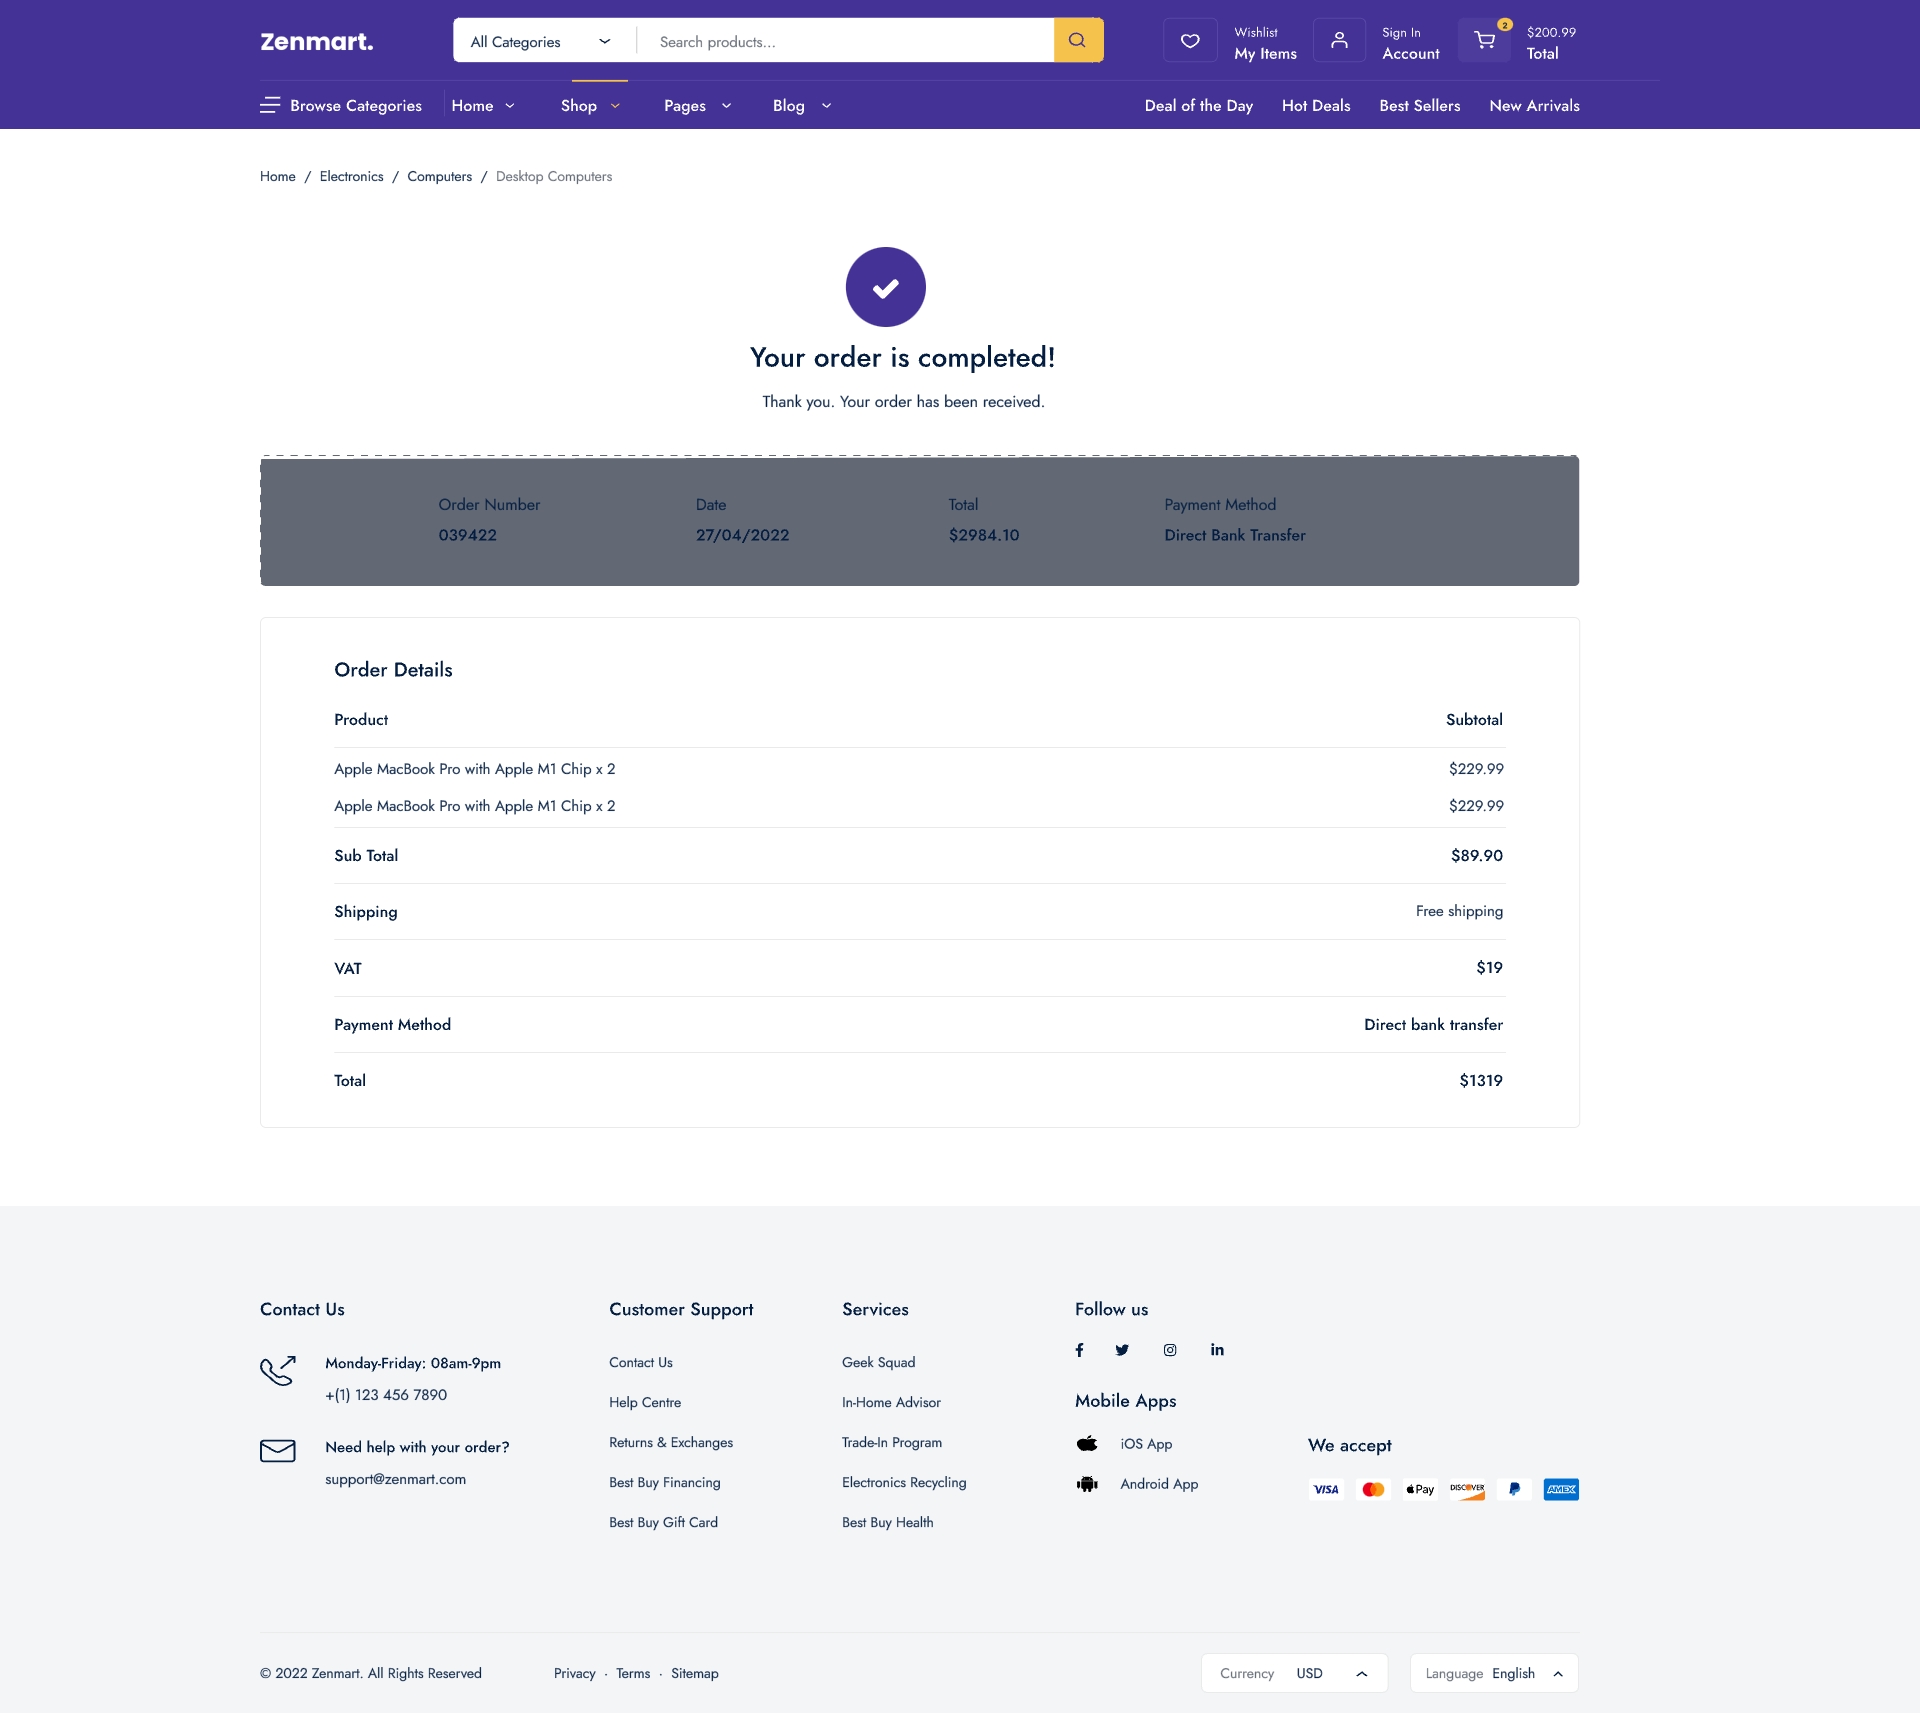 Zenmart.
All Categories
Search products...
Wishlist
My Items
Sign In
Account
2
$200.99
Total
Browse Categories
Home
Shop
Pages
Blog
Deal of the Day
Hot Deals
Best Sellers
New Arrivals
Home / Electronics / Computers / Desktop Computers
Your order is completed!
Thank you. Your order has been received.
Order Number
039422
Date
27/04/2022
Total
$2984.10
Payment Method
Direct Bank Transfer
Order Details
Product Subtotal
Apple MacBook Pro with Apple M1 Chip x 2 $229.99
Apple MacBook Pro with Apple M1 Chip x 2 $229.99
Sub Total $89.90
Shipping Free shipping
VAT $19
Payment Method Direct bank transfer
Total $1319
Contact Us
Monday-Friday: 08am-9pm
+(1) 123 456 7890
Need help with your order?
support@zenmart.com
Customer Support
Contact Us
Help Centre
Returns & Exchanges
Best Buy Financing
Best Buy Gift Card
Services
Geek Squad
In-Home Advisor
Trade-In Program
Electronics Recycling
Best Buy Health
Follow us
Mobile Apps
iOS App
Android App
We accept
VISA
Pay
DISCOVER
AMEX
© 2022 Zenmart. All Rights Reserved
Privacy · Terms · Sitemap
Currency USD
Language English